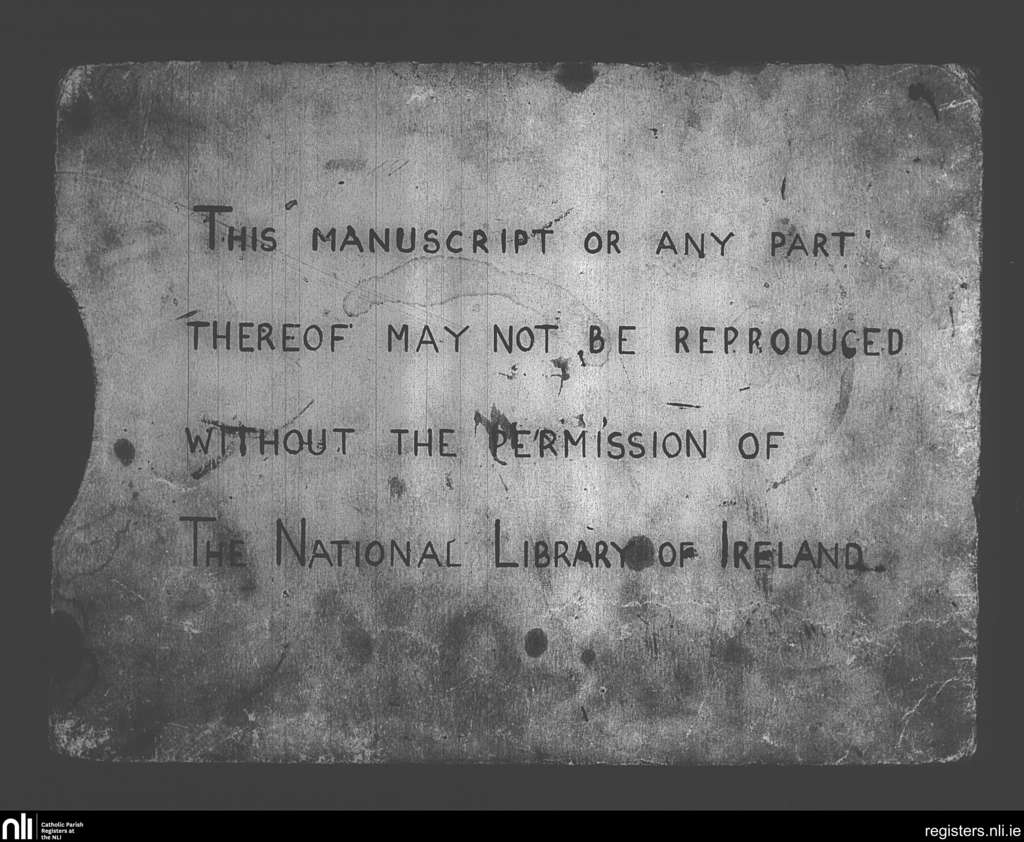 This manuscript or any part
thereof may not be reproduced
without the permission of
The National Library of Ireland.
nli Catholic Parish
Registers at
the NLI
registers.nli.ie